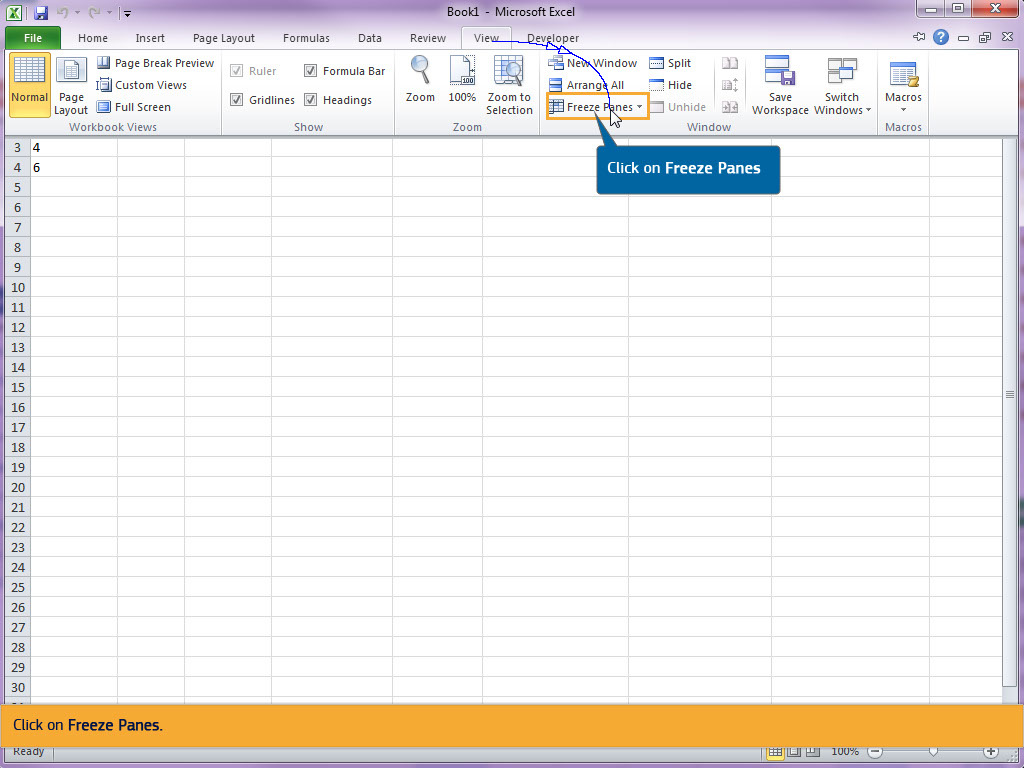 Book1 - Microsoft Excel
File Home Insert Page Layout Formulas Data Review View Developer
Normal
Page Layout
Page Break Preview
Custom Views
Full Screen
Workbook Views
Ruler
Formula Bar
Gridlines
Headings
Show
Zoom
100%
Zoom to Selection
Zoom
New Window
Arrange All
Freeze Panes
Split
Hide
Unhide
Save Workspace
Switch Windows
Window
Macros
Macros
Click on Freeze Panes
3 4
4 6
5
6
7
8
9
10
11
12
13
14
15
16
17
18
19
20
21
22
23
24
25
26
27
28
29
30
Click on Freeze Panes.
Ready
100%